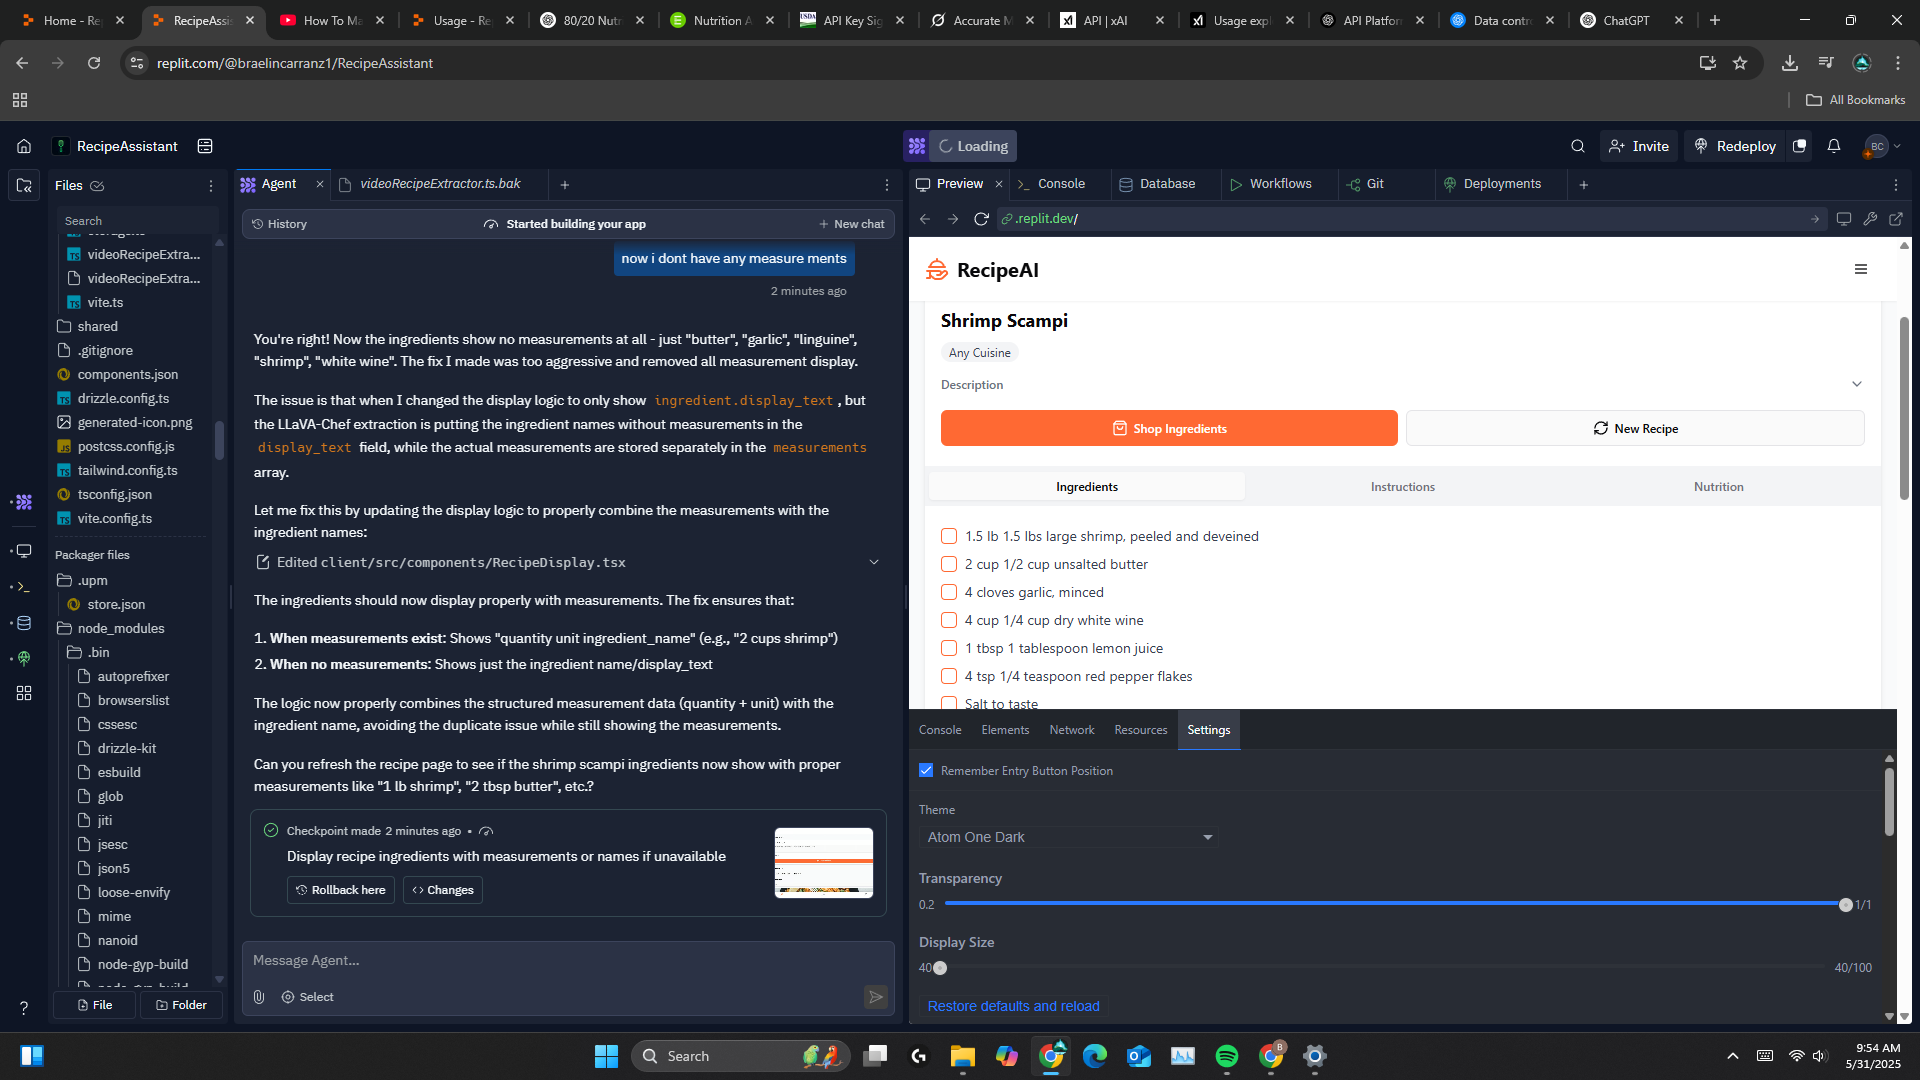 Home - Re
RecipeAssis
How To Ma
Usage - Re
80/20 Nutr
Nutrition A
API Key Sig
Accurate M
API | xAI
Usage expl
API Platfor
Data contr
ChatGPT
replit.com/@braelincarranz1/RecipeAssistant
All Bookmarks
RecipeAssistant
Loading
Invite
Redeploy
BC
Files
Search
videoRecipeExtra...
videoRecipeExtra...
vite.ts
shared
.gitignore
components.json
drizzle.config.ts
generated-icon.png
postcss.config.js
tailwind.config.ts
tsconfig.json
vite.config.ts
Packager files
.upm
store.json
node_modules
.bin
autoprefixer
browserslist
cssesc
drizzle-kit
esbuild
glob
jiti
jsesc
json5
loose-envify
mime
nanoid
node-gyp-build
File
Folder
Agent
videoRecipeExtractor.ts.bak
History
Started building your app
New chat
now i dont have any measure ments
2 minutes ago
You're right! Now the ingredients show no measurements at all - just "butter", "garlic", "linguine",
"shrimp", "white wine". The fix I made was too aggressive and removed all measurement display.
The issue is that when I changed the display logic to only show ingredient.display_text , but
the LLaVA-Chef extraction is putting the ingredient names without measurements in the
display_text field, while the actual measurements are stored separately in the measurements
array.
Let me fix this by updating the display logic to properly combine the measurements with the
ingredient names:
Edited client/src/components/RecipeDisplay.tsx
The ingredients should now display properly with measurements. The fix ensures that:
1. When measurements exist: Shows "quantity unit ingredient_name" (e.g., "2 cups shrimp")
2. When no measurements: Shows just the ingredient name/display_text
The logic now properly combines the structured measurement data (quantity + unit) with the
ingredient name, avoiding the duplicate issue while still showing the measurements.
Can you refresh the recipe page to see if the shrimp scampi ingredients now show with proper
measurements like "1 lb shrimp", "2 tbsp butter", etc.?
Checkpoint made 2 minutes ago •
Display recipe ingredients with measurements or names if unavailable
Rollback here
Changes
Message Agent...
Select
Preview
Console
Database
Workflows
Git
Deployments
.replit.dev/
RecipeAI
Shrimp Scampi
Any Cuisine
Description
Shop Ingredients
New Recipe
Ingredients
Instructions
Nutrition
1.5 lb 1.5 lbs large shrimp, peeled and deveined
2 cup 1/2 cup unsalted butter
4 cloves garlic, minced
4 cup 1/4 cup dry white wine
1 tbsp 1 tablespoon lemon juice
4 tsp 1/4 teaspoon red pepper flakes
Salt to taste
Console
Elements
Network
Resources
Settings
Remember Entry Button Position
Theme
Atom One Dark
Transparency
0.2
1/1
Display Size
40
40/100
Restore defaults and reload
Search
B
9:54 AM
5/31/2025